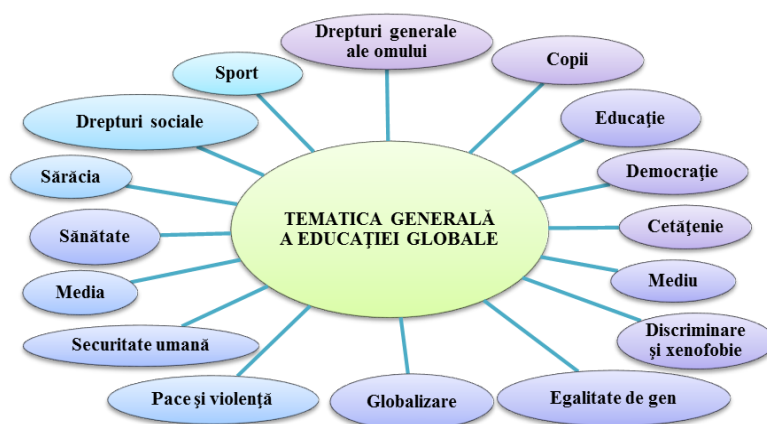 Drepturi generale
ale omului
Copii
Sport
Educaţie
Drepturi sociale
Democraţie
Sărăcia
TEMATICA GENERALĂ
A EDUCAŢIEI GLOBALE
Cetăţenie
Sănătate
Mediu
Media
Discriminare
şi xenofobie
Securitate umană
Pace şi violenţă
Globalizare
Egalitate de gen